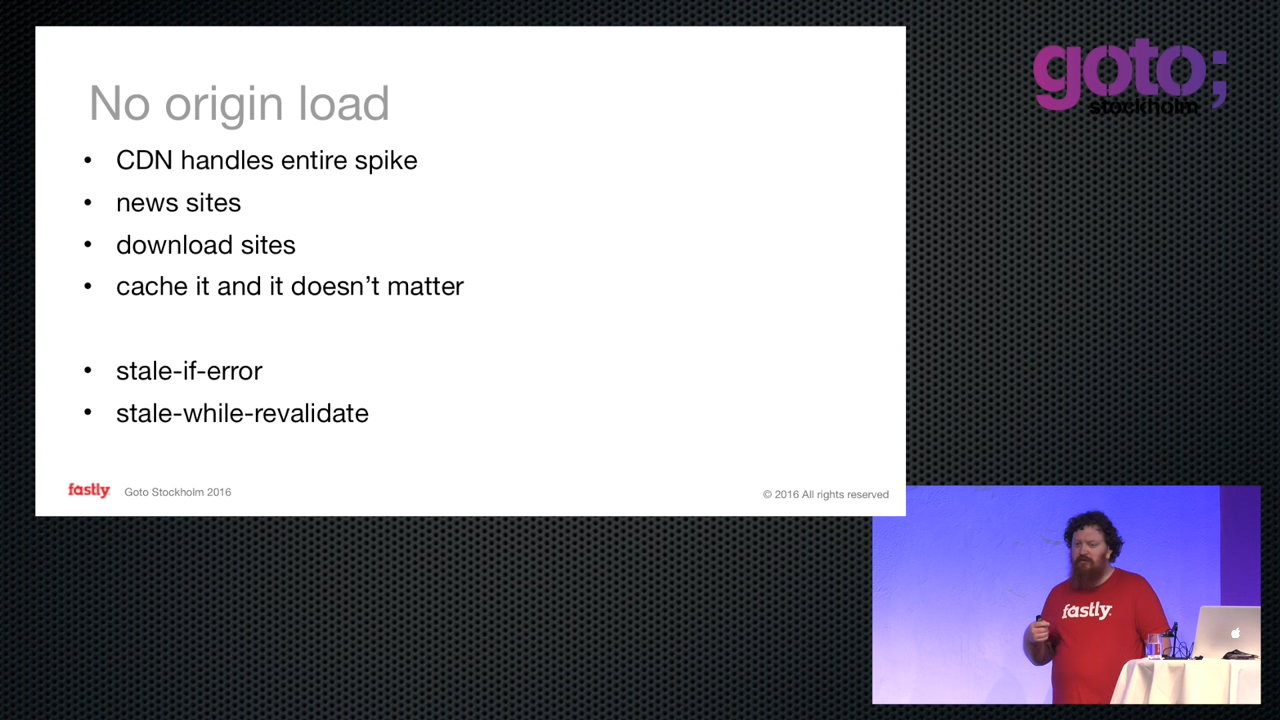 No origin load
• CDN handles entire spike
• news sites
• download sites
• cache it and it doesn’t matter
• stale-if-error
• stale-while-revalidate
fastly
Goto Stockholm 2016
© 2016 All rights reserved
goto;
stockholm
fastly